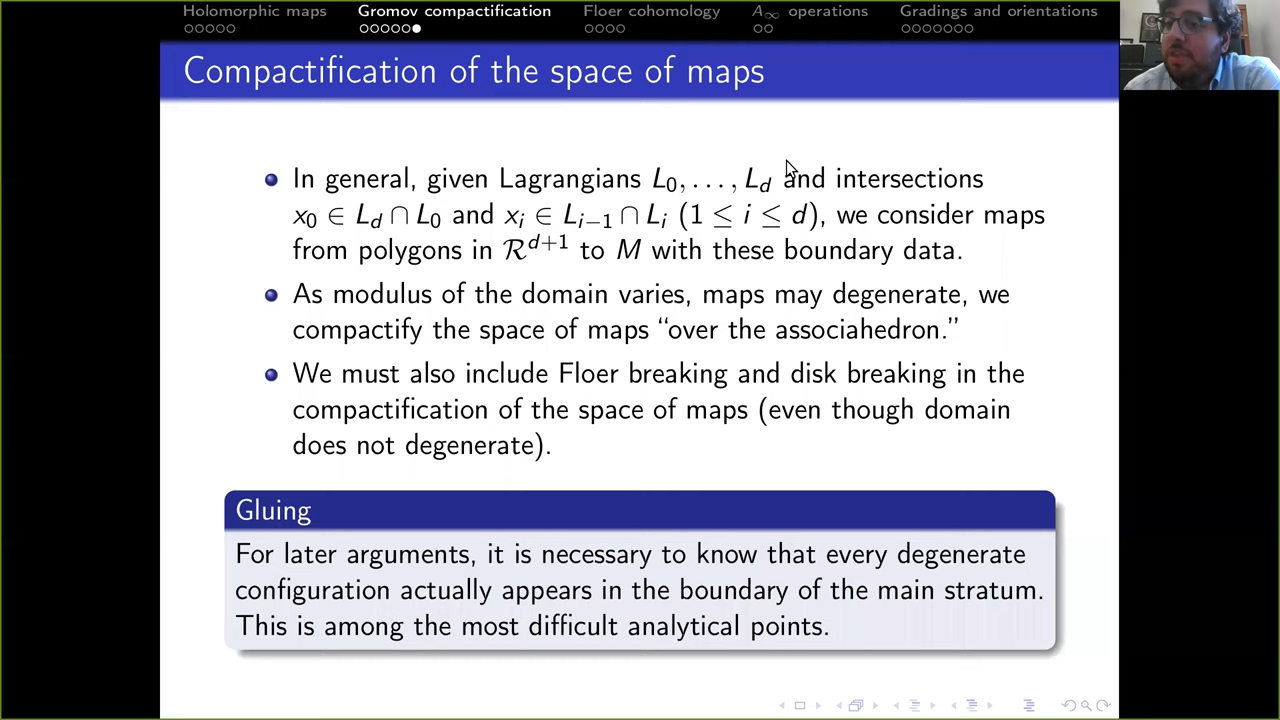 Holomorphic maps Gromov compactification Floer cohomology A∞ operations Gradings and orientations
Compactification of the space of maps
In general, given Lagrangians L₀, . . . , L_d and intersections
x₀ ∈ L_d ∩ L₀ and x_i ∈ L_{i−1} ∩ L_i (1 ≤ i ≤ d), we consider maps
from polygons in ℛ^{d+1} to M with these boundary data.
As modulus of the domain varies, maps may degenerate, we
compactify the space of maps “over the associahedron.”
We must also include Floer breaking and disk breaking in the
compactification of the space of maps (even though domain
does not degenerate).
Gluing
For later arguments, it is necessary to know that every degenerate
configuration actually appears in the boundary of the main stratum.
This is among the most difficult analytical points.